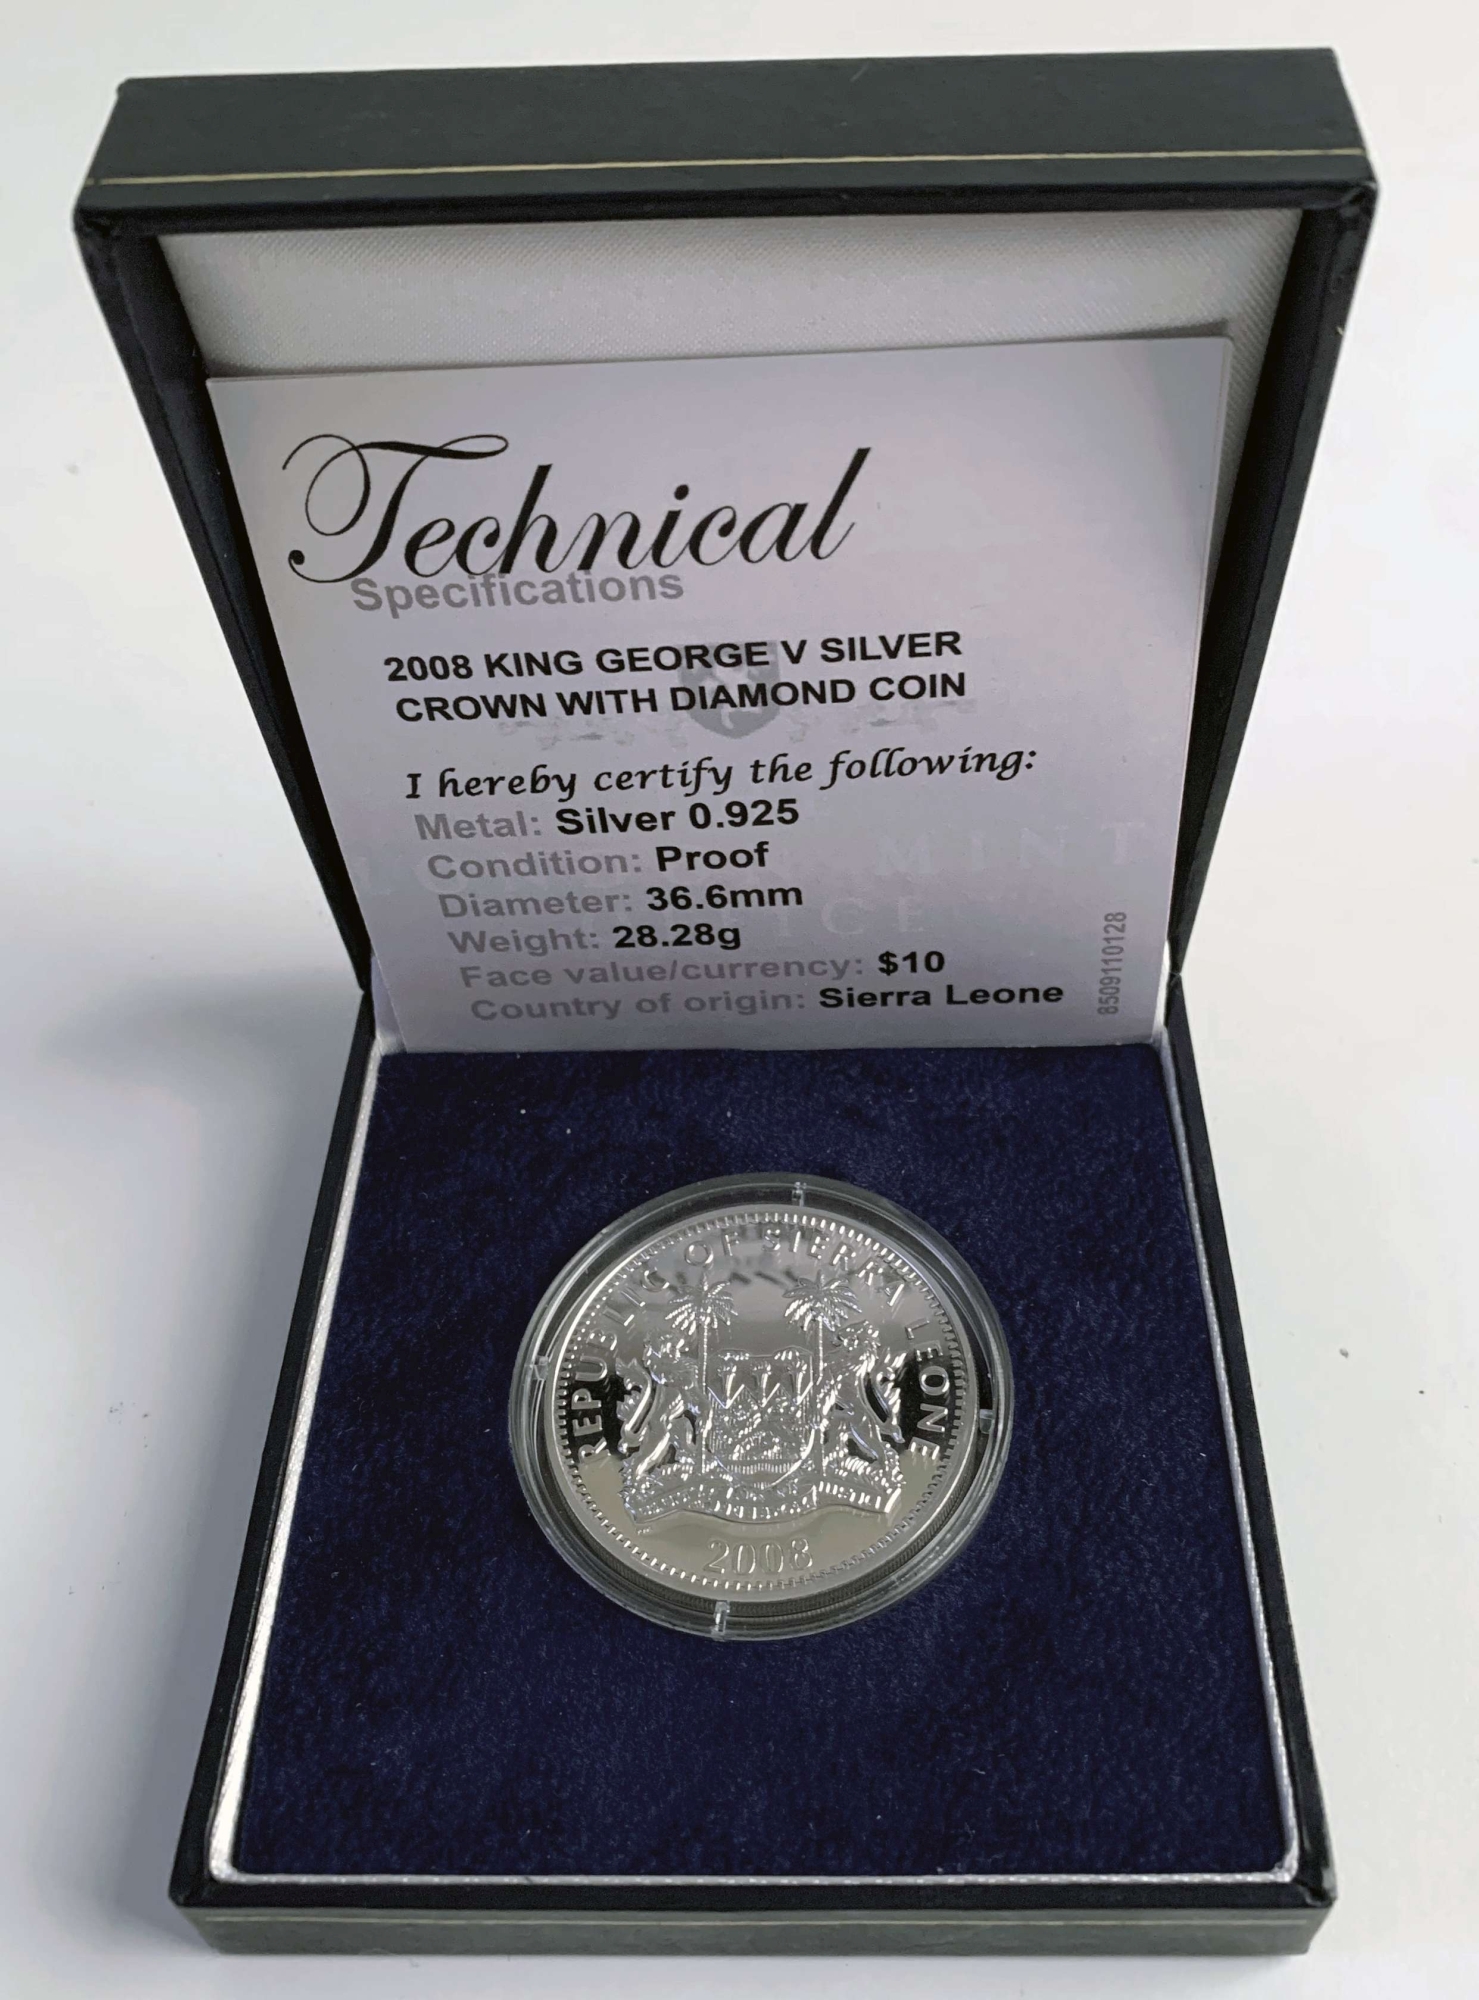 Technical
Specifications
2008 KING GEORGE V SILVER
CROWN WITH DIAMOND COIN
I hereby certify the following:
Metal: Silver 0.925
Condition: Proof
Diameter: 36.6mm
Weight: 28.28g
Face value/currency: $10
Country of origin: Sierra Leone
8509110128
MINT
REPUBLIC OF SIERRA LEONE
2008